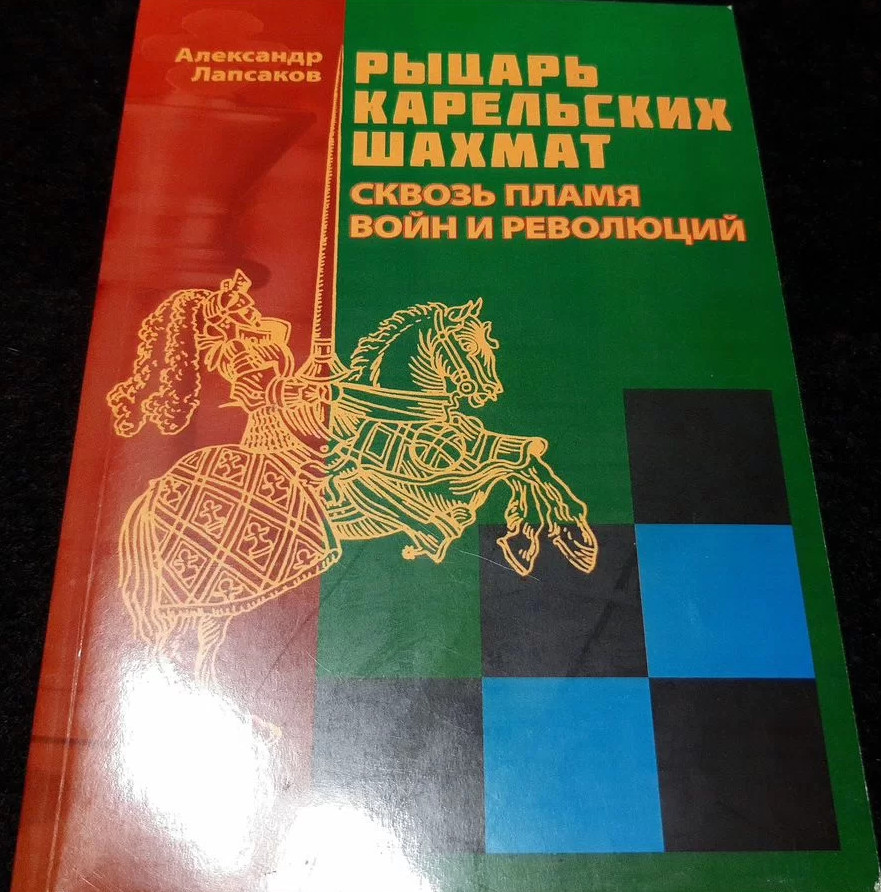 Александр
Лапсаков
РЫЦАРЬ
КАРЕЛЬСКИХ
ШАХМАТ
СКВОЗЬ ПЛАМЯ
ВОЙН И РЕВОЛЮЦИЙ